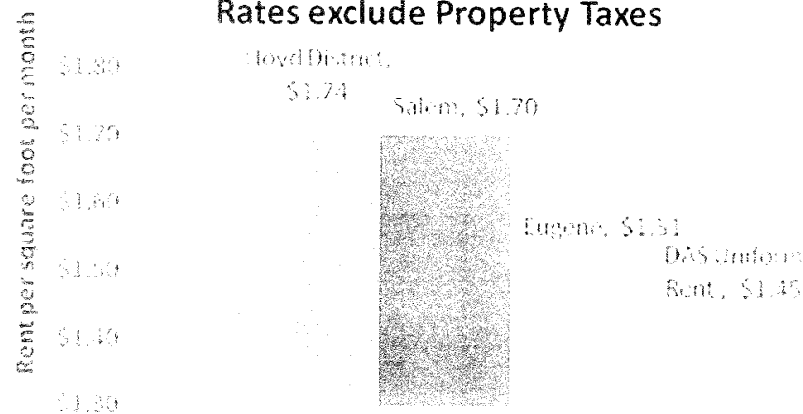 Rates exclude Property Taxes
Rent per square foot per month
$1.80
$1.70
$1.60
$1.50
$1.40
$1.30
Lloyd District,
$1.74
Salem, $1.70
Eugene, $1.51
DAS Uniform
Rent, $1.45